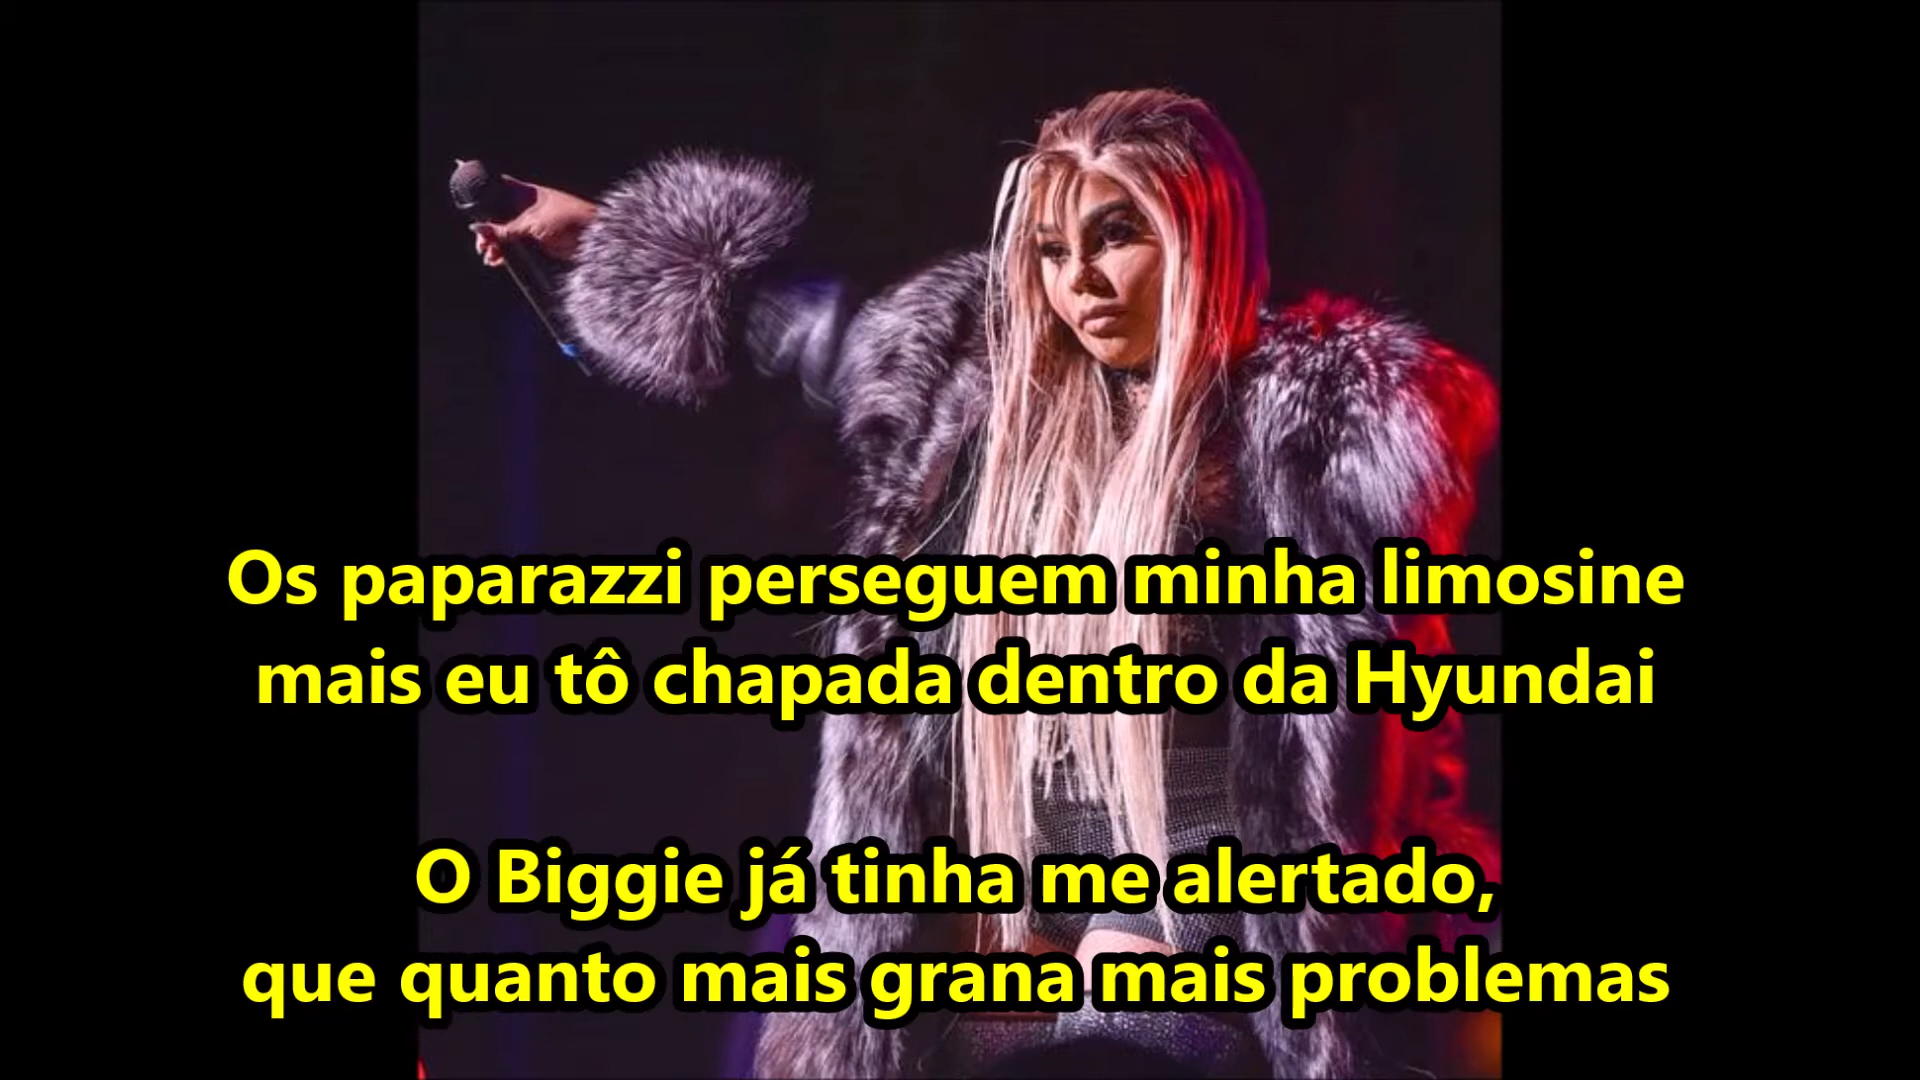 Os paparazzi perseguem minha limosine
mais eu tô chapada dentro da Hyundai
O Biggie já tinha me alertado,
que quanto mais grana mais problemas